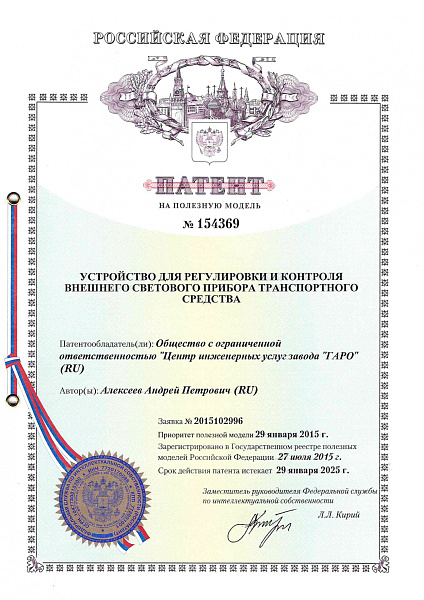 РОССИЙСКАЯ ФЕДЕРАЦИЯ
ПАТЕНТ
НА ПОЛЕЗНУЮ МОДЕЛЬ
№ 154369
УСТРОЙСТВО ДЛЯ РЕГУЛИРОВКИ И КОНТРОЛЯ
ВНЕШНЕГО СВЕТОВОГО ПРИБОРА ТРАНСПОРТНОГО
СРЕДСТВА
Патентообладатель(ли): Общество с ограниченной
ответственностью "Центр инженерных услуг завода "ГАРО"
(RU)
Автор(ы): Алексеев Андрей Петрович (RU)
Заявка № 2015102996
Приоритет полезной модели 29 января 2015 г.
Зарегистрировано в Государственном реестре полезных
моделей Российской Федерации 27 июля 2015 г.
Срок действия патента истекает 29 января 2025 г.
Заместитель руководителя Федеральной службы
по интеллектуальной собственности
Л.Л. Кирий